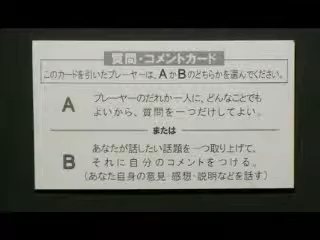 質問・コメントカード
このカードを引いたプレーヤーは、AかBのどちらかを選んでください。
A プレーヤーのだれか一人に、どんなことでも
よいから、質問を一つだけしてよい。
または
B あなたが話したい話題を一つ取り上げて、
それに自分のコメントをつける。
(あなた自身の意見・感想・説明などを話す)